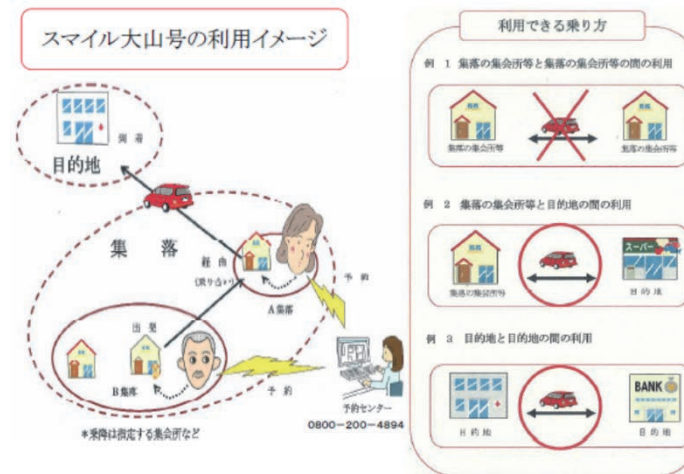 スマイル大山号の利用イメージ
到着
目的地
集落
経由
(乗り合い)
A集落
予約
出発
B集落
予約
予約センター
0800-200-4894
*乗降は指定する集会所など
利用できる乗り方
例 1 集落の集会所等と集落の集会所等の間の利用
集落の集会所等
集落の集会所等
例 2 集落の集会所等と目的地の間の利用
スーパー
集落の集会所等
目的地
例 3 目的地と目的地の間の利用
BANK
目的地
目的地